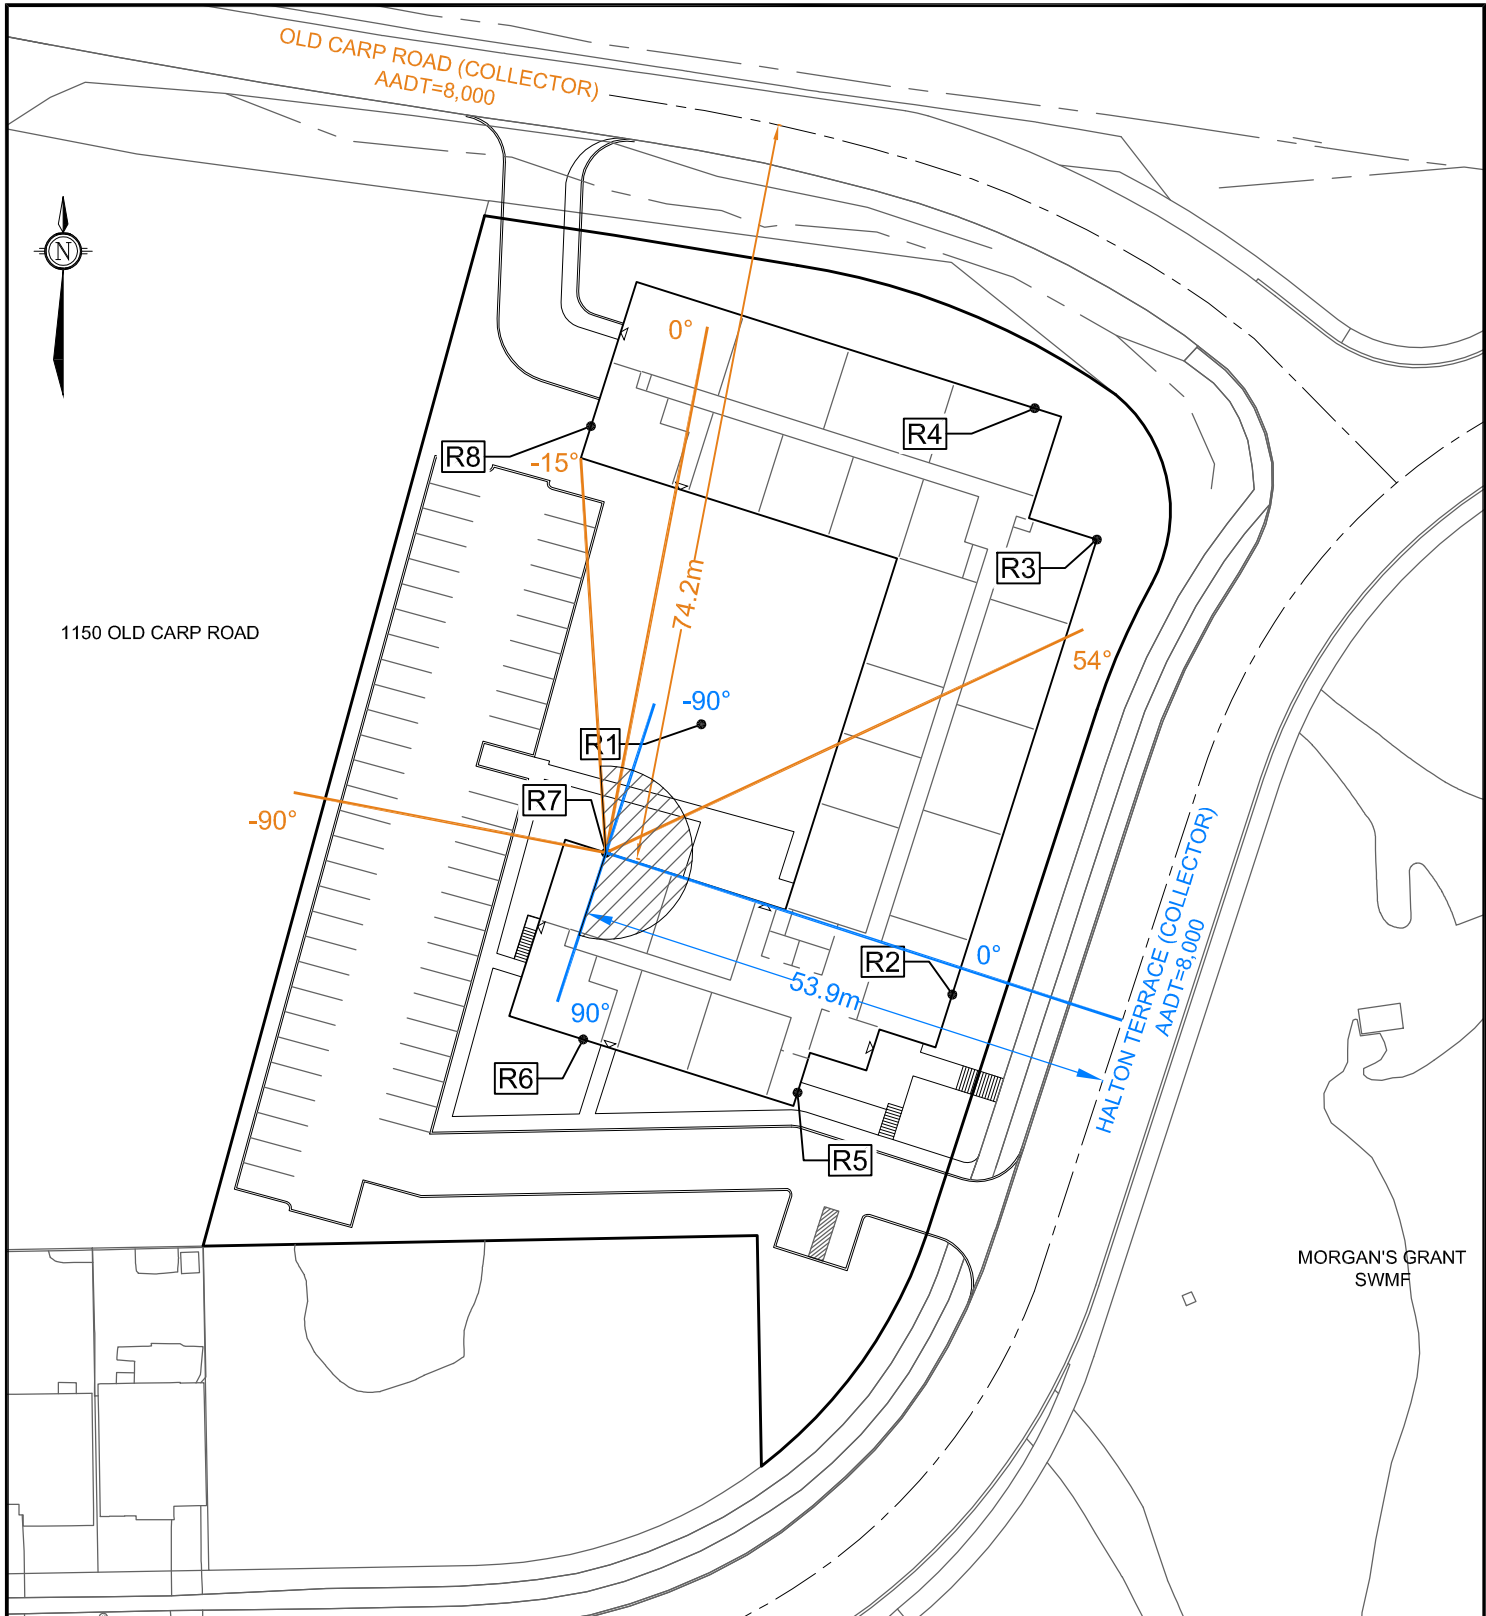 OLD CARP ROAD (COLLECTOR)
AADT=8,000
N
0°
R4
R8
-15°
R3
74.2m
1150 OLD CARP ROAD
54°
-90°
R1
R7
-90°
R2
0°
53.9m
90°
HALTON TERRACE (COLLECTOR)
AADT=8,000
R6
R5
MORGAN'S GRANT
SWMF